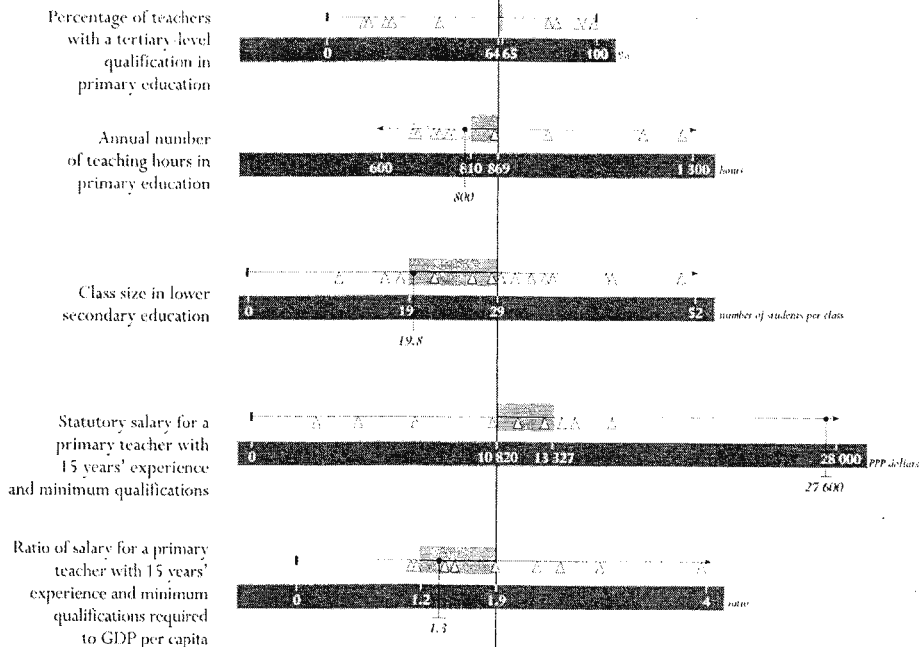 Percentage of teachers
with a tertiary-level
qualification in
primary education
0 64 65 100 %
Annual number
of teaching hours in
primary education
600 810 869 1 300 hours
800
Class size in lower
secondary education
0 19 29 52 number of students per class
19.8
Statutory salary for a
primary teacher with
15 years' experience
and minimum qualifications
0 10 820 13 327 28 000 PPP dollars
27 600
Ratio of salary for a primary
teacher with 15 years'
experience and minimum
qualifications required
to GDP per capita
0 1.2 1.9 4 ratio
1.3